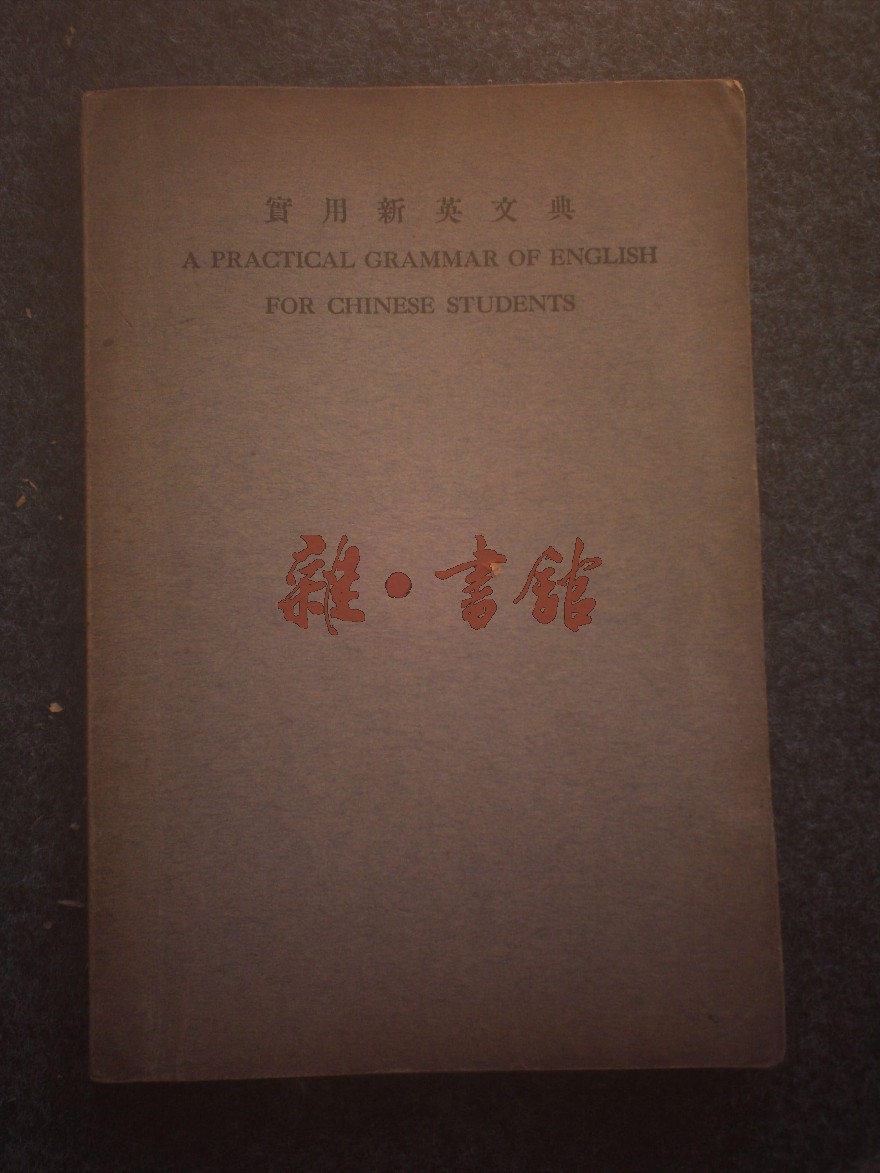 實用新英文典
A PRACTICAL GRAMMAR OF ENGLISH
FOR CHINESE STUDENTS
雜·書館